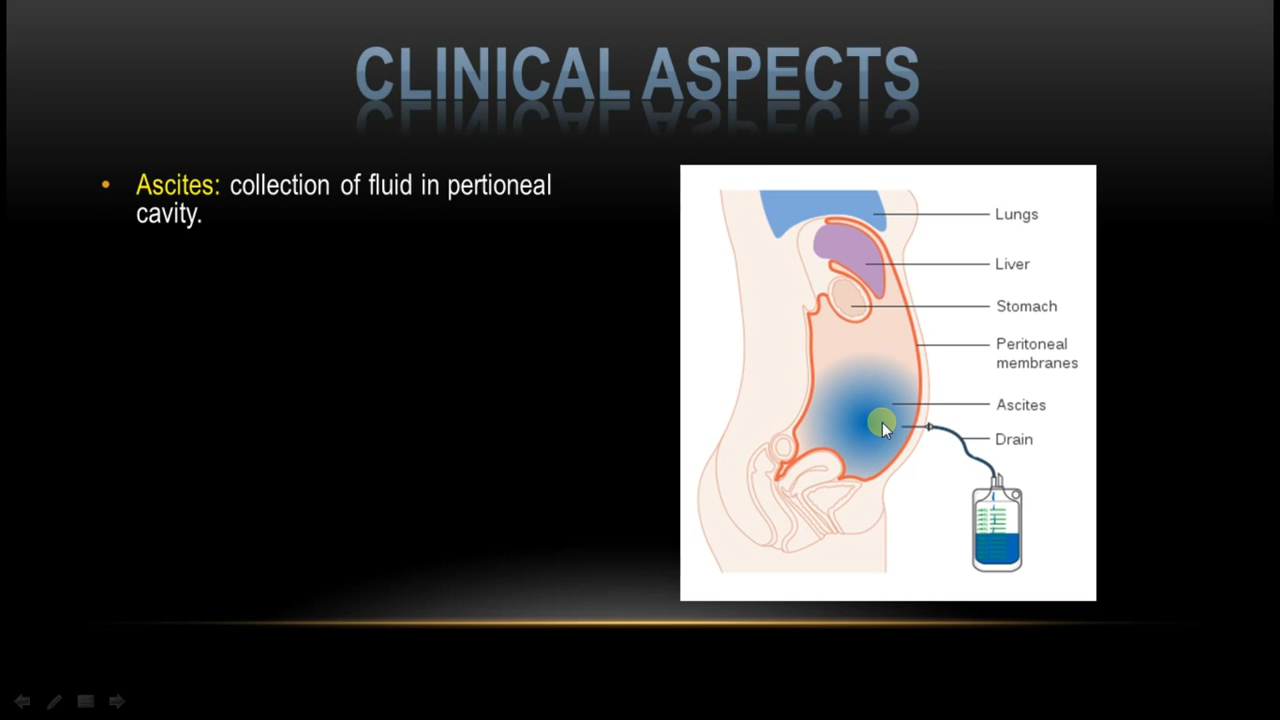 CLINICAL ASPECTS
• Ascites: collection of fluid in pertioneal
cavity.
Lungs
Liver
Stomach
Peritoneal
membranes
Ascites
Drain